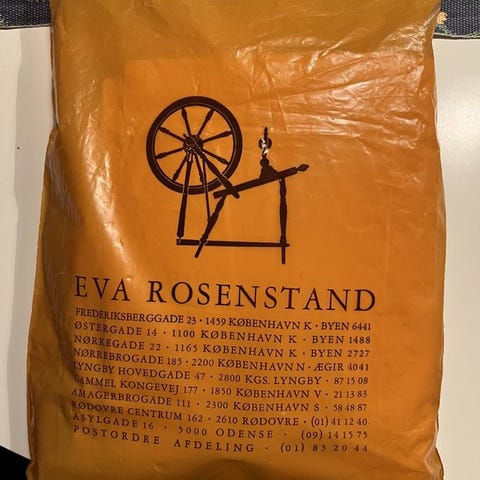 EVA ROSENSTAND
FREDERIKSBERGGADE 23 · 1459 KØBENHAVN K · BYEN 6441
ØSTERGADE 14 · 1100 KØBENHAVN K · BYEN 1488
NØRREGADE 22 · 1165 KØBENHAVN K · BYEN 2727
NØRREBROGADE 185 · 2200 KØBENHAVN N · ÆGIR 4041
LYNGBY HOVEDGADE 47 · 2800 KGS. LYNGBY · 87 15 08
GAMMEL KONGEVEJ 177 · 1850 KØBENHAVN V · 21 13 83
AMAGERBROGADE 111 · 2300 KØBENHAVN S · 58 48 87
RØDOVRE CENTRUM 162 · 2610 RØDOVRE · (01) 41 12 40
ASYLGADE 16 · 5000 ODENSE · (09) 14 15 75
POSTORDRE AFDELING · (01) 85 20 44